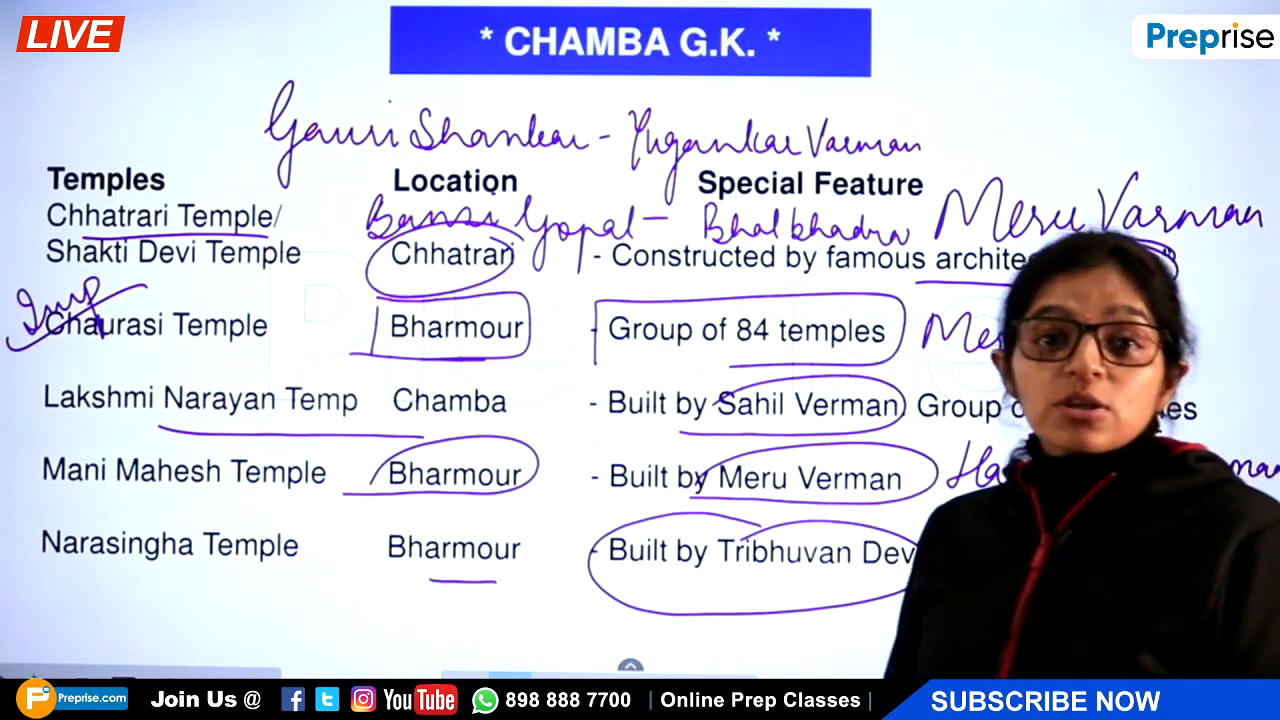 LIVE
* CHAMBA G.K. *
Preprise
Gauri Shankar - Yugankar Varman
Temples Location Special Feature
Chhatrari Temple/
Bansi Gopal - Bhalbhadra Meru Varman
Shakti Devi Temple Chhatrari - Constructed by famous archite
Imp
Chaurasi Temple Bharmour - Group of 84 temples
Lakshmi Narayan Temp Chamba - Built by Sahil Verman Group
Mani Mahesh Temple Bharmour - Built by Meru Verman
Narasingha Temple Bharmour - Built by Tribhuvan Dev
P Preprise.com Join Us @ YouTube 898 888 7700 | Online Prep Classes | SUBSCRIBE NOW